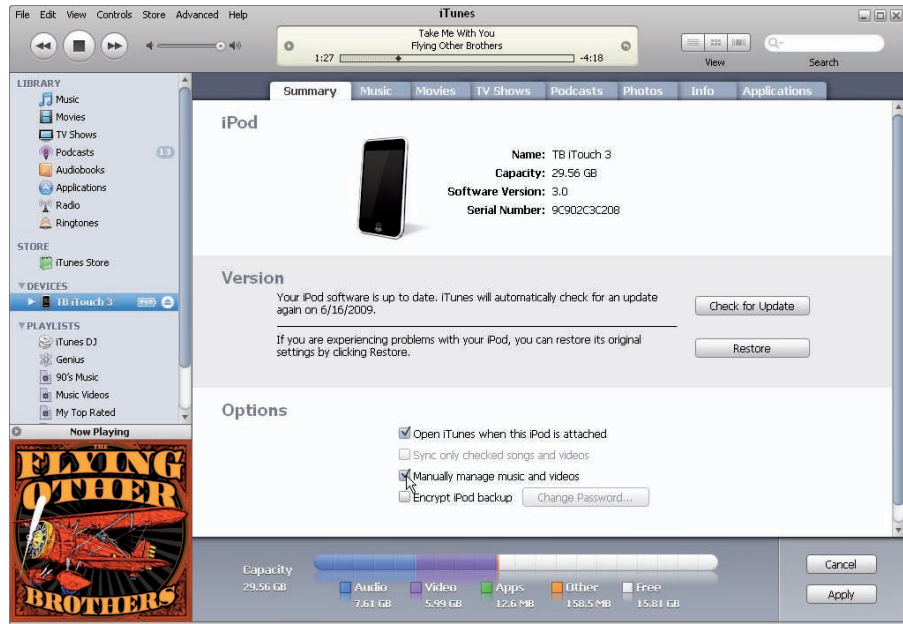 File Edit View Controls Store Advanced Help
iTunes
Take Me With You
Flying Other Brothers
1:27
-4:18
View
Search
LIBRARY
Music
Movies
TV Shows
Podcasts 13
Audiobooks
Applications
Radio
Ringtones
STORE
iTunes Store
DEVICES
TB iTouch 3
PLAYLISTS
iTunes DJ
Genius
90's Music
Music Videos
My Top Rated
Now Playing
THE
FLYING
OTHER
BROTHERS
Summary Music Movies TV Shows Podcasts Photos Info Applications
iPod
Name: TB iTouch 3
Capacity: 29.56 GB
Software Version: 3.0
Serial Number: 9C902C3C208
Version
Your iPod software is up to date. iTunes will automatically check for an update
again on 6/16/2009.
Check for Update
If you are experiencing problems with your iPod, you can restore its original
settings by clicking Restore.
Restore
Options
Open iTunes when this iPod is attached
Sync only checked songs and videos
Manually manage music and videos
Encrypt iPod backup Change Password...
Capacity
29.56 GB
Audio
7.61 GB
Video
5.99 GB
Apps
12.6 MB
Other
158.5 MB
Free
15.81 GB
Cancel
Apply